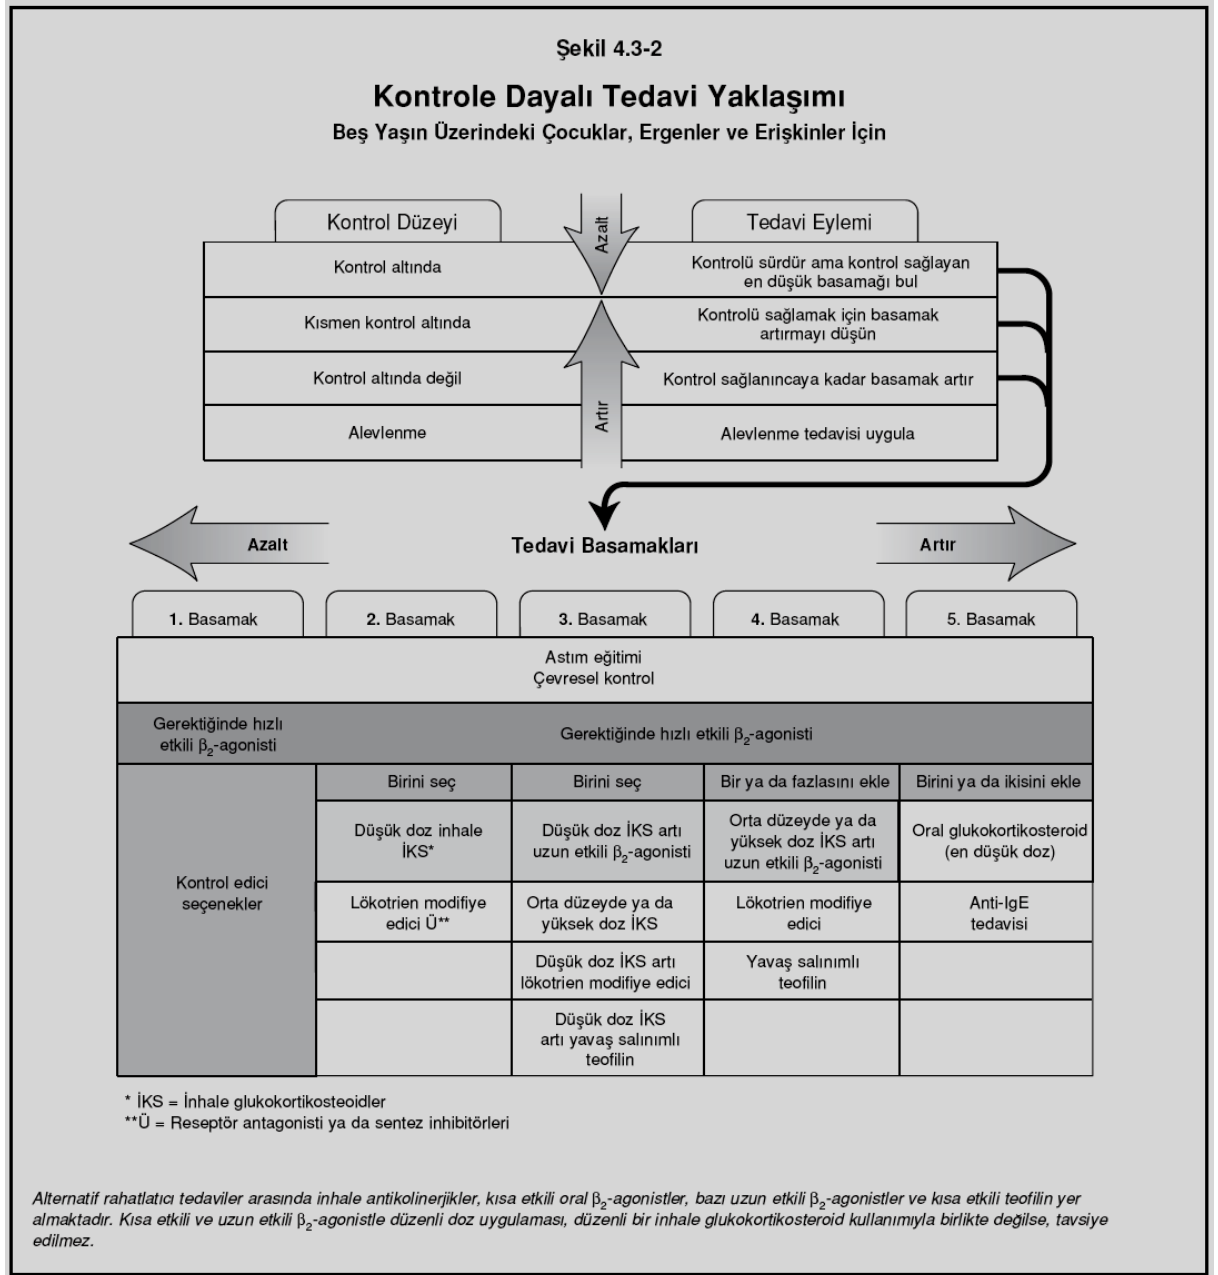 Şekil 4.3-2
Kontrole Dayalı Tedavi Yaklaşımı
Beş Yaşın Üzerindeki Çocuklar, Ergenler ve Erişkinler İçin
Kontrol Düzeyi
Azalt
Tedavi Eylemi
Kontrol altında
Kontrolü sürdür ama kontrol sağlayan
en düşük basamağı bul
Kısmen kontrol altında
Kontrolü sağlamak için basamak
artırmayı düşün
Kontrol altında değil
Artır
Kontrol sağlanıncaya kadar basamak artır
Alevlenme
Alevlenme tedavisi uygula
Azalt
Tedavi Basamakları
Artır
1. Basamak
2. Basamak
3. Basamak
4. Basamak
5. Basamak
Astım eğitimi
Çevresel kontrol
Gerektiğinde hızlı
etkili β2-agonisti
Gerektiğinde hızlı etkili β2-agonisti
Kontrol edici
seçenekler
Birini seç
Birini seç
Bir ya da fazlasını ekle
Birini ya da ikisini ekle
Düşük doz inhale
İKS*
Düşük doz İKS artı
uzun etkili β2-agonisti
Orta düzeyde ya da
yüksek doz İKS artı
uzun etkili β2-agonisti
Oral glukokortikosteroid
(en düşük doz)
Lökotrien modifiye
edici Ü**
Orta düzeyde ya da
yüksek doz İKS
Lökotrien modifiye
edici
Anti-IgE
tedavisi
Düşük doz İKS artı
lökotrien modifiye edici
Yavaş salınımlı
teofilin
Düşük doz İKS
artı yavaş salınımlı
teofilin
* İKS = İnhale glukokortikosteoidler
**Ü = Reseptör antagonisti ya da sentez inhibitörleri
Alternatif rahatlatıcı tedaviler arasında inhale antikolinerjikler, kısa etkili oral β2-agonistler, bazı uzun etkili β2-agonistler ve kısa etkili teofilin yer
almaktadır. Kısa etkili ve uzun etkili β2-agonistle düzenli doz uygulaması, düzenli bir inhale glukokortikosteroid kullanımıyla birlikte değilse, tavsiye
edilmez.